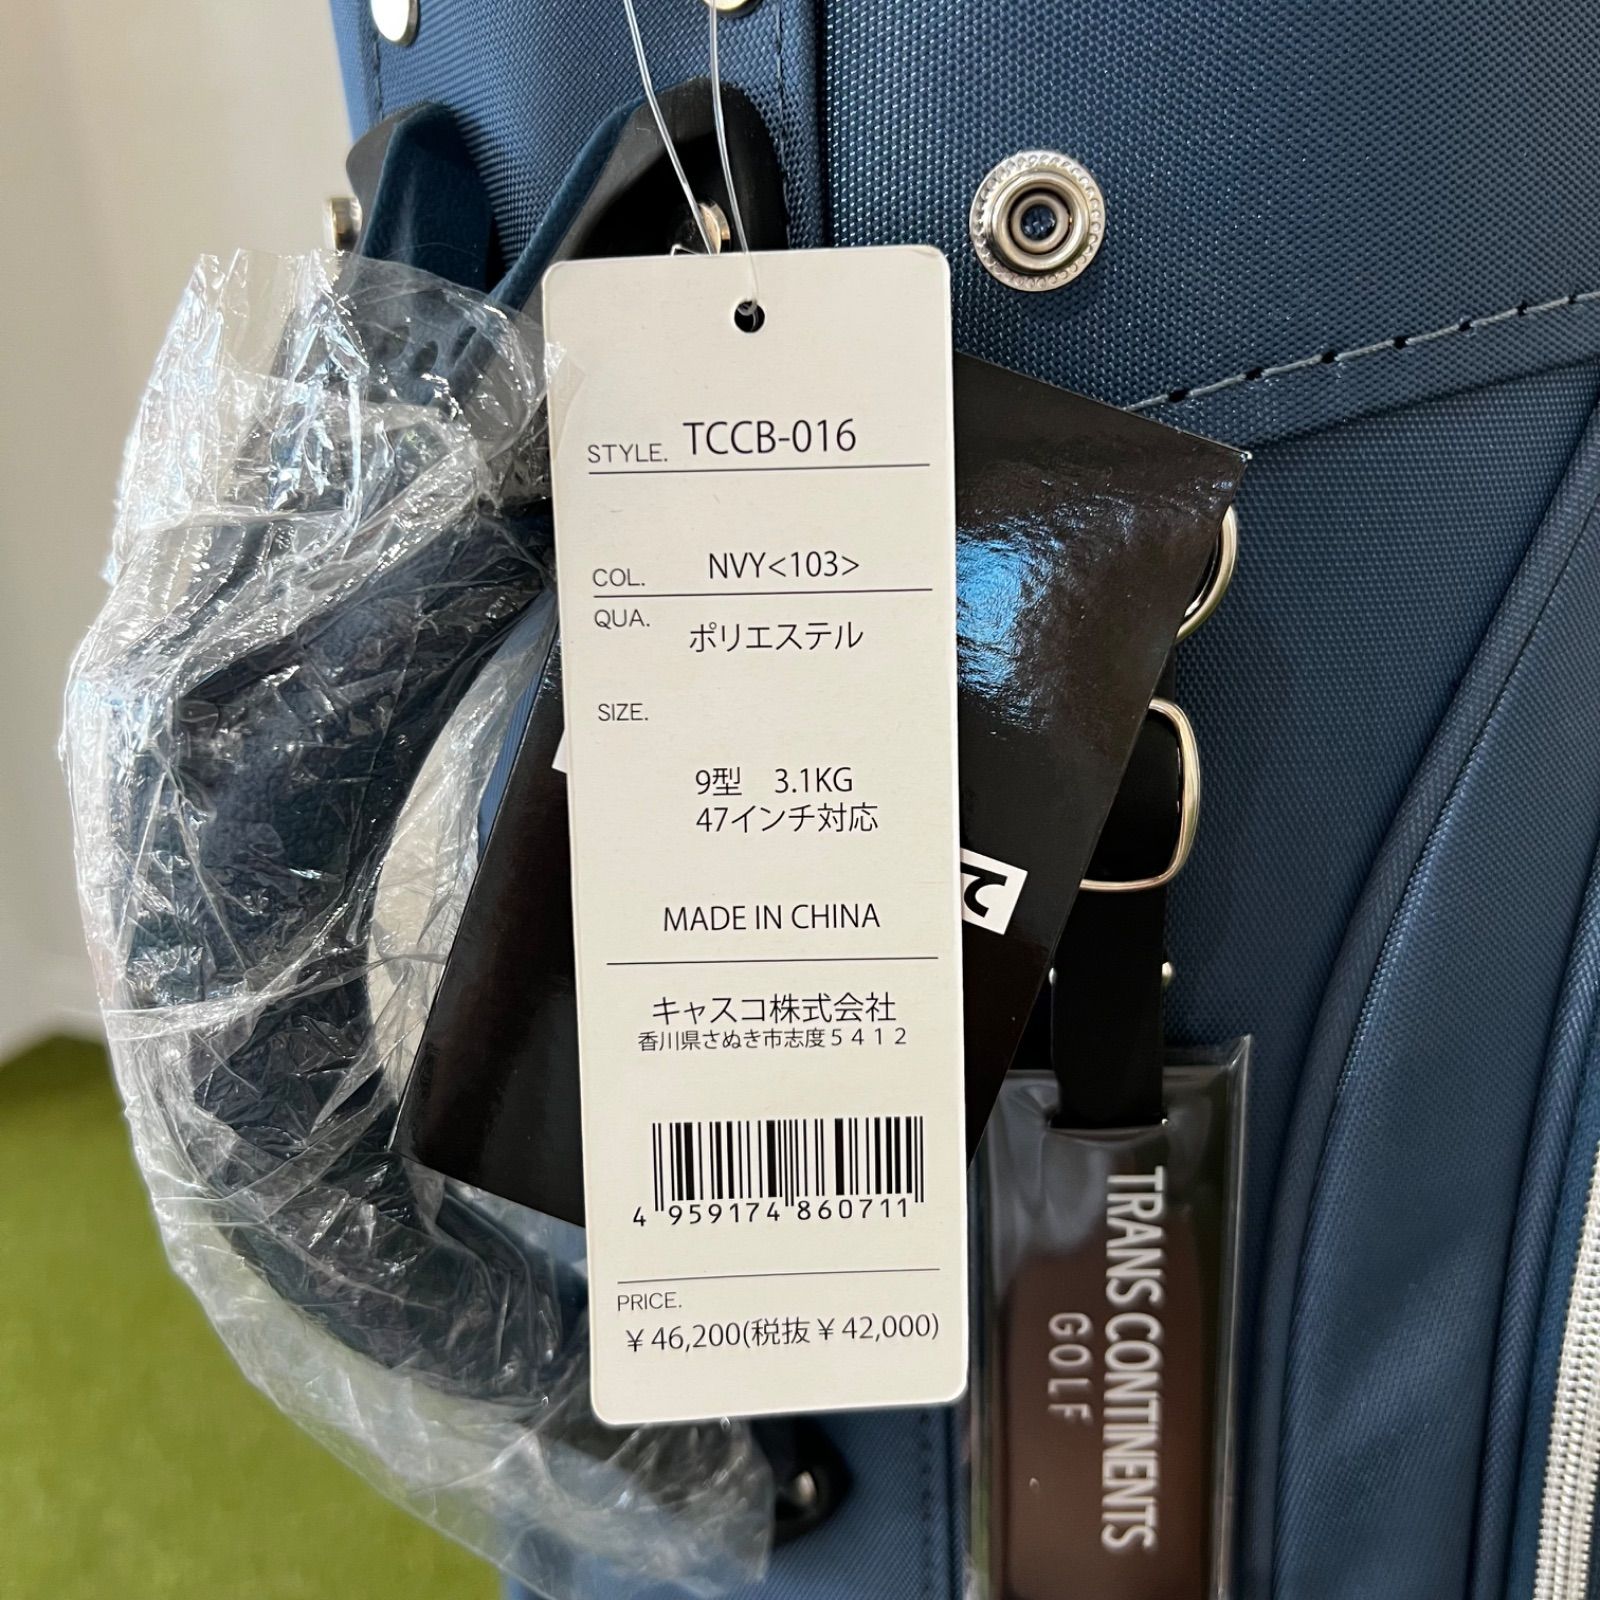 STYLE. TCCB-016
COL. NVY<103>
QUA. ポリエステル
SIZE.
9型 3.1KG
47インチ対応
MADE IN CHINA
キャスコ株式会社
香川県さぬき市志度5412
4 959174 860711
PRICE.
￥46,200(税抜￥42,000)
TRANS CONTINENTS
GOLF